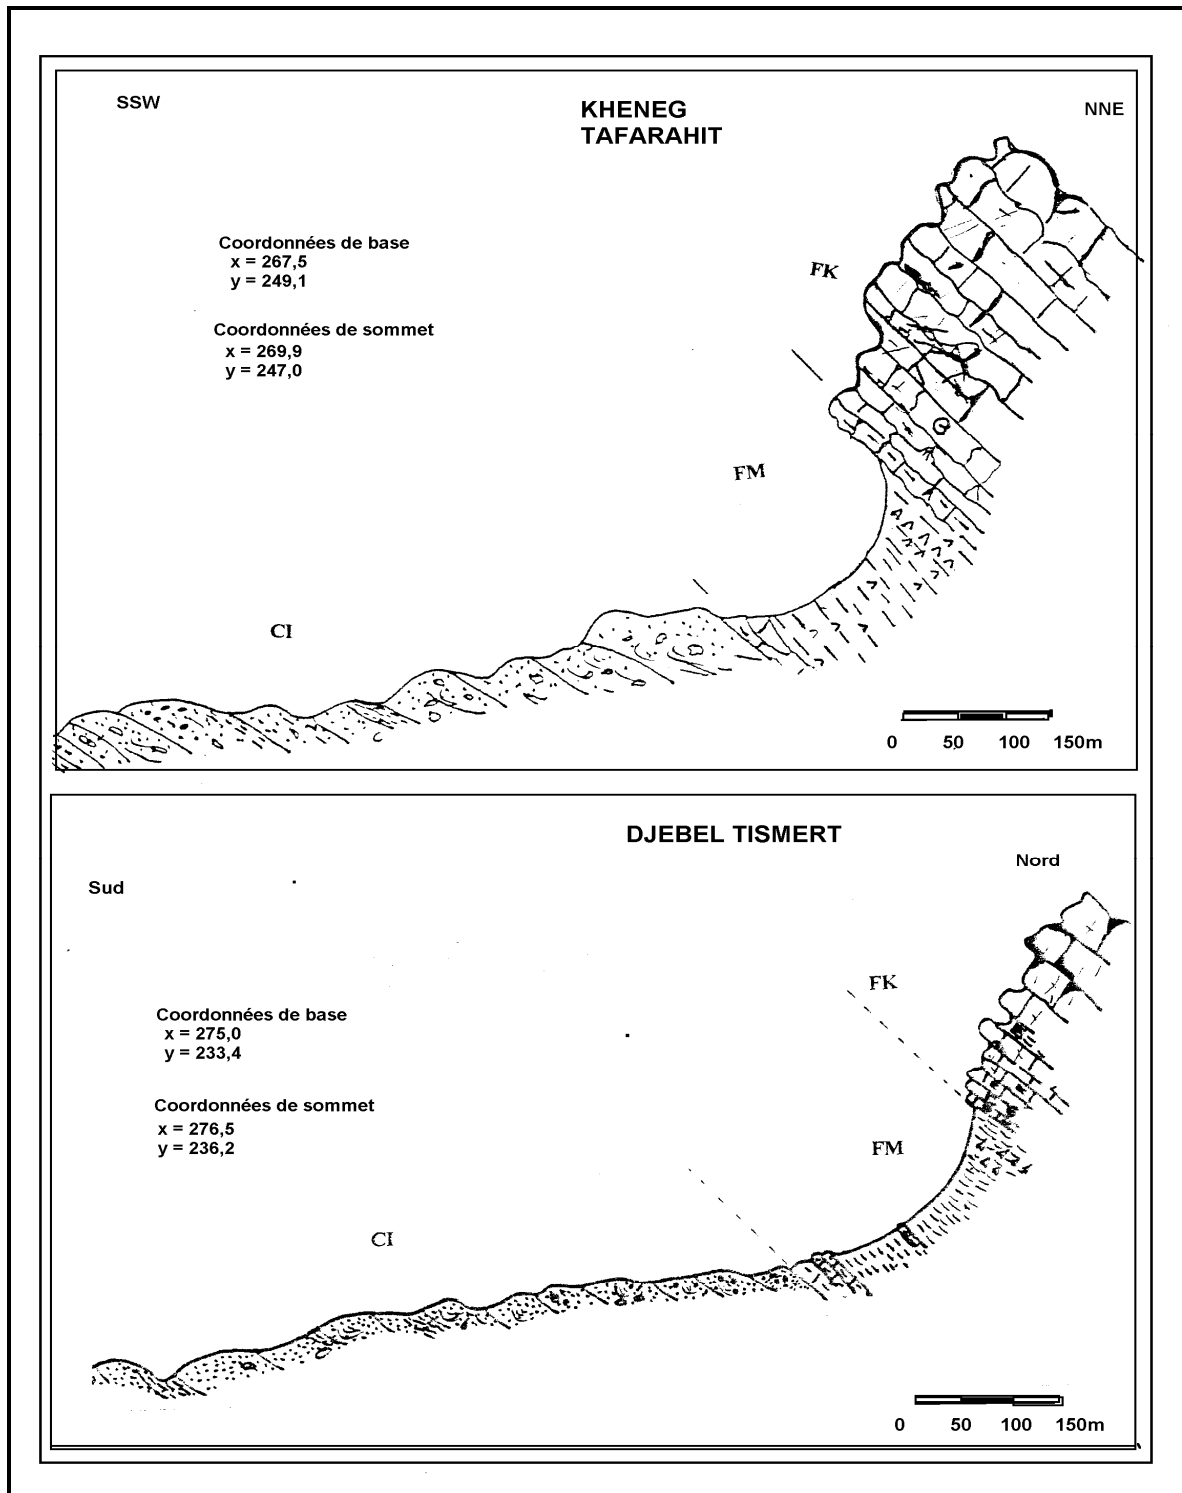 SSW
KHENEG
TAFARAHIT
NNE
Coordonnées de base
x = 267,5
y = 249,1
FK
Coordonnées de sommet
x = 269,9
y = 247,0
FM
CI
0 50 100 150m
DJEBEL TISMERT
Nord
Sud
FK
Coordonnées de base
x = 275,0
y = 233,4
Coordonnées de sommet
x = 276,5
y = 236,2
FM
CI
0 50 100 150m